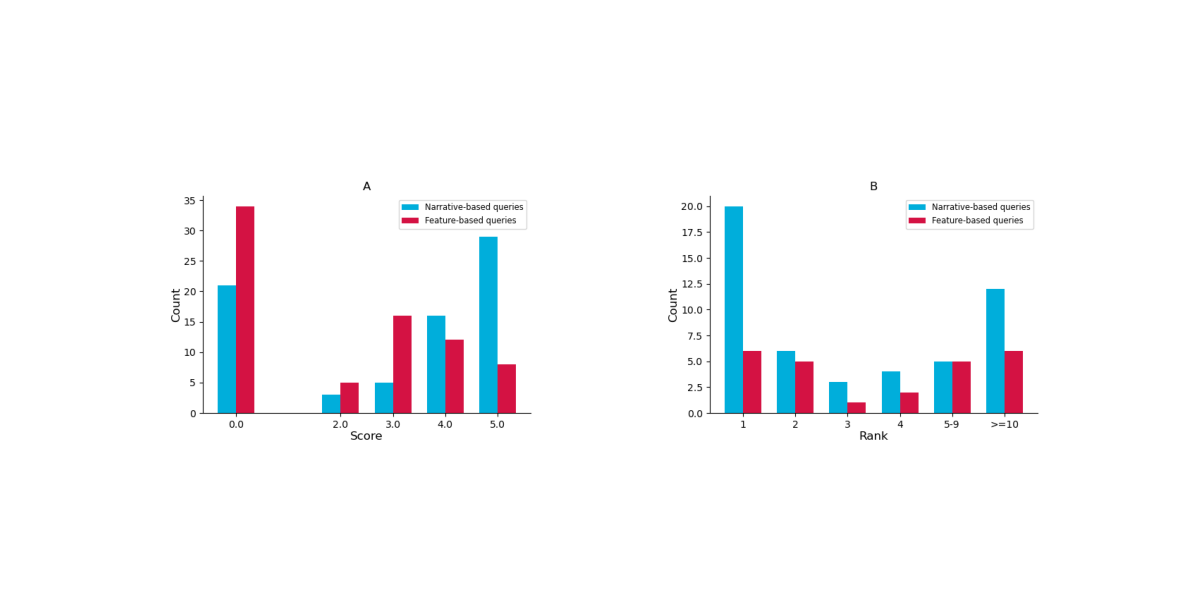 A
Narrative-based queries
Feature-based queries
35
30
25
20
15
10
5
0
Count
0.0 2.0 3.0 4.0 5.0
Score
B
Narrative-based queries
Feature-based queries
20.0
17.5
15.0
12.5
10.0
7.5
5.0
2.5
0.0
Count
1 2 3 4 5-9 >=10
Rank